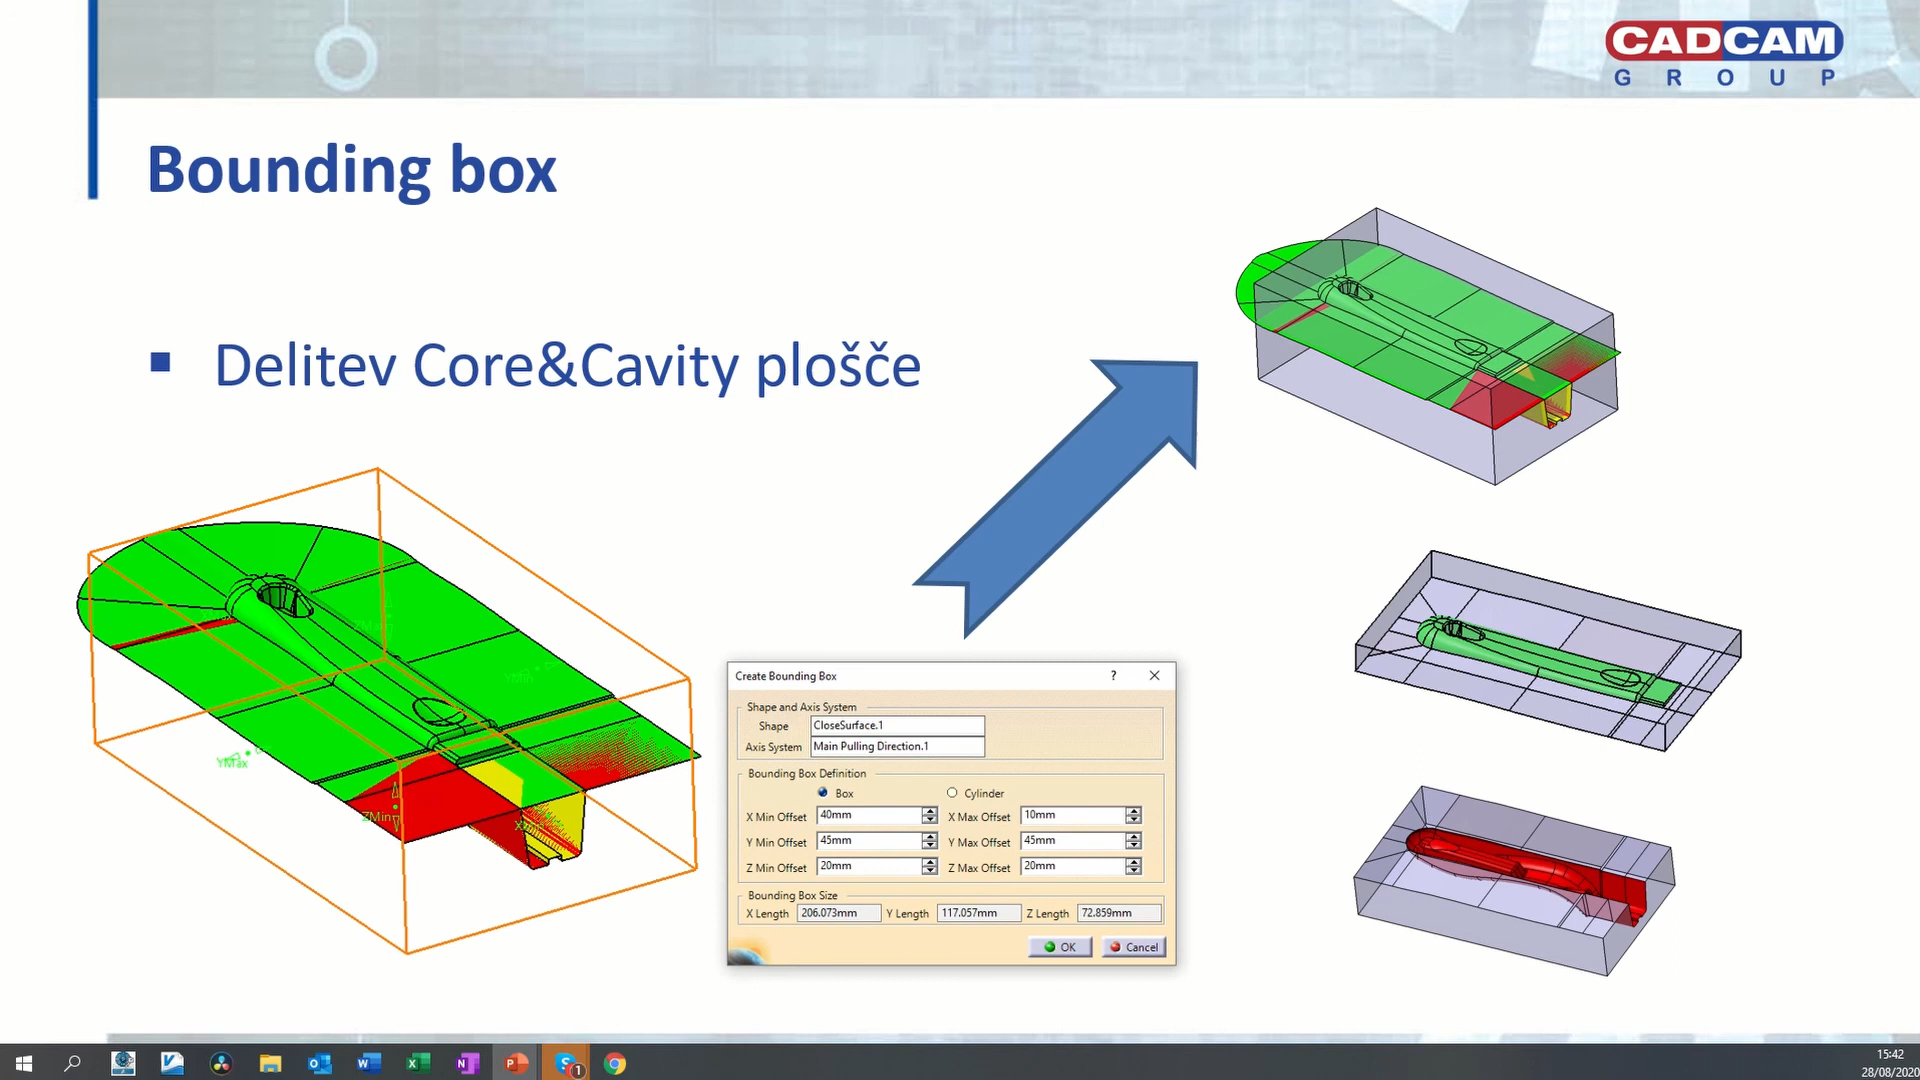 CADCAM
GROUP
Bounding box
Delitev Core&Cavity plošče
YMax
ZMin
Create Bounding Box ?
Shape and Axis System
Shape CloseSurface.1
Axis System Main Pulling Direction.1
Bounding Box Definition
Box Cylinder
X Min Offset 40mm X Max Offset 10mm
Y Min Offset 45mm Y Max Offset 45mm
Z Min Offset 20mm Z Max Offset 20mm
Bounding Box Size
X Length 206.073mm Y Length 117.057mm Z Length 72.859mm
OK Cancel
15:42
28/08/2020